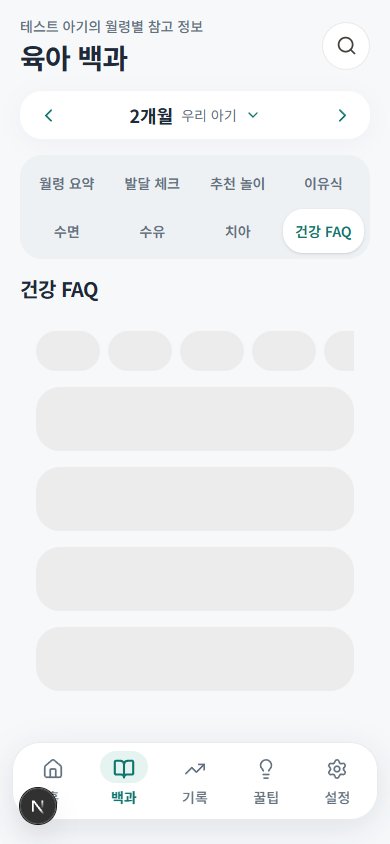 테스트 아기의 월령별 참고 정보
육아 백과
2개월 우리 아기
월령 요약 발달 체크 추천 놀이 이유식
수면 수유 치아 건강 FAQ
건강 FAQ
백과 기록 꿀팁 설정
N